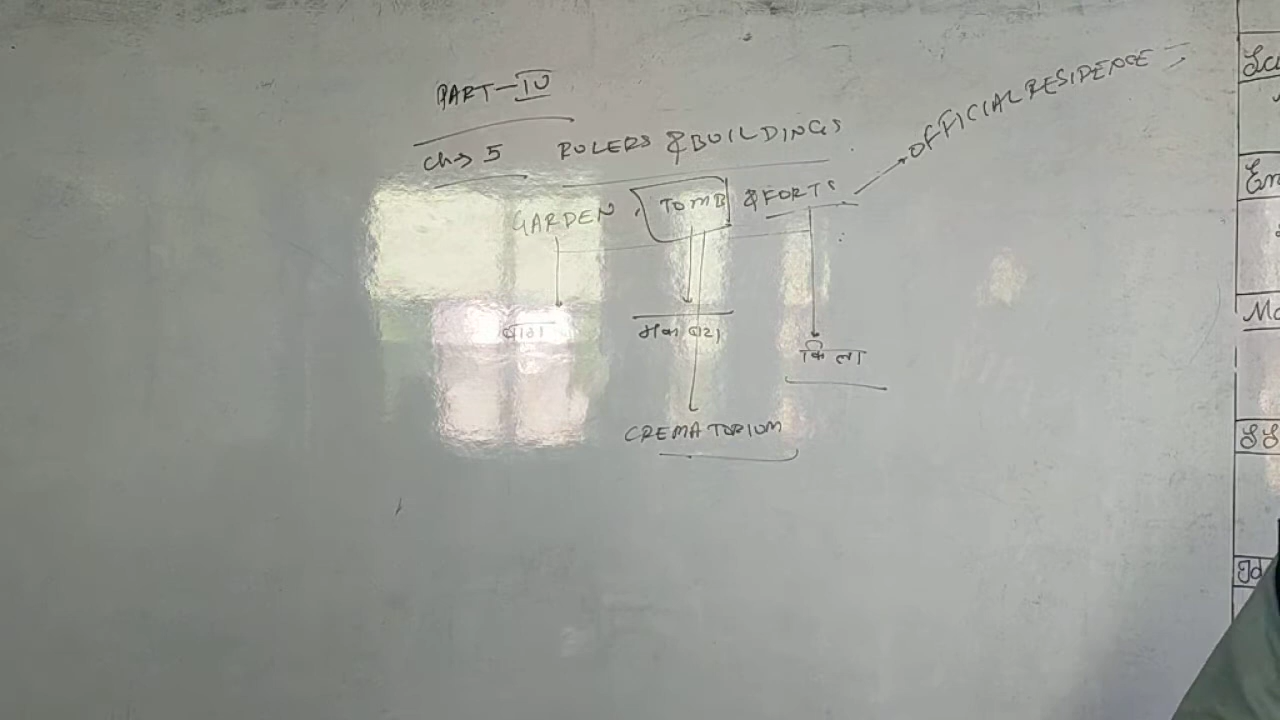 PART-IV
Ch→ 5 RULERS & BUILDINGS
GARDEN, TOMB & FORTS → OFFICIAL RESIDENCE
बाग मकबरा किला
CREMATORIUM